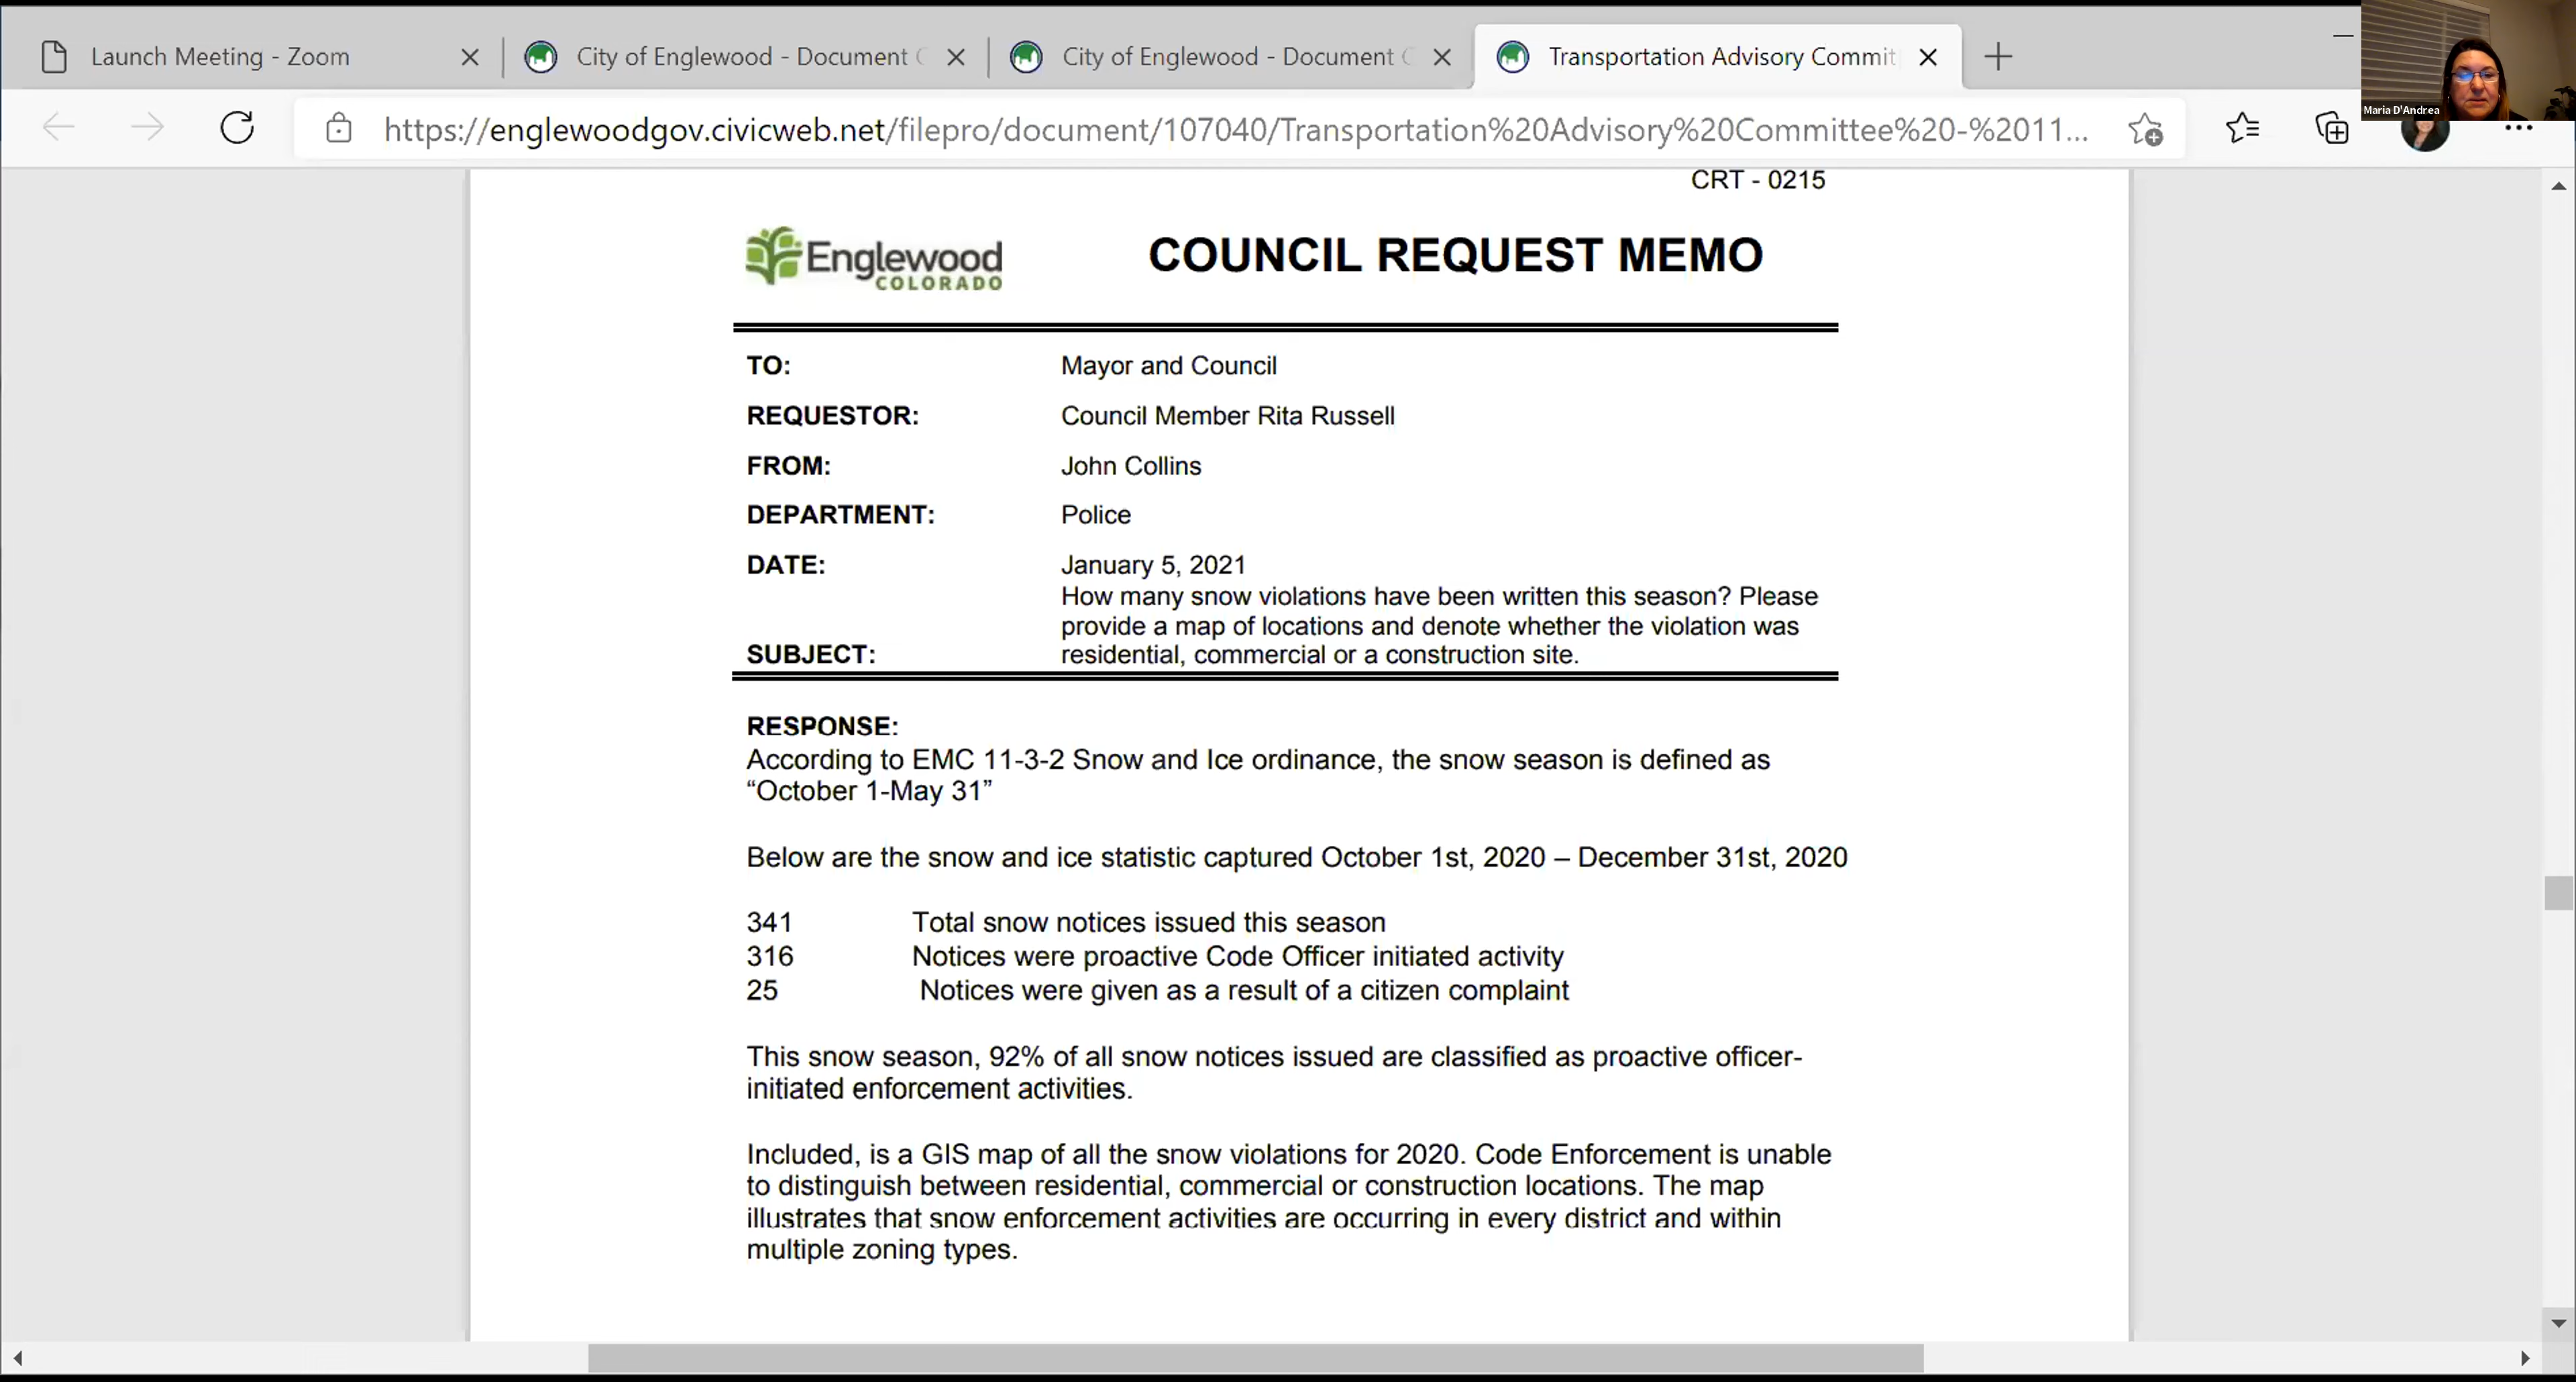 Launch Meeting - Zoom
City of Englewood - Document C
City of Englewood - Document C
Transportation Advisory Commit
Maria D'Andrea
https://englewoodgov.civicweb.net/filepro/document/107040/Transportation%20Advisory%20Committee%20-%2011...
CRT - 0215
Englewood
COLORADO
COUNCIL REQUEST MEMO
TO: Mayor and Council
REQUESTOR: Council Member Rita Russell
FROM: John Collins
DEPARTMENT: Police
DATE: January 5, 2021
How many snow violations have been written this season? Please
provide a map of locations and denote whether the violation was
SUBJECT: residential, commercial or a construction site.
RESPONSE:
According to EMC 11-3-2 Snow and Ice ordinance, the snow season is defined as
“October 1-May 31”
Below are the snow and ice statistic captured October 1st, 2020 – December 31st, 2020
341 Total snow notices issued this season
316 Notices were proactive Code Officer initiated activity
25 Notices were given as a result of a citizen complaint
This snow season, 92% of all snow notices issued are classified as proactive officer-
initiated enforcement activities.
Included, is a GIS map of all the snow violations for 2020. Code Enforcement is unable
to distinguish between residential, commercial or construction locations. The map
illustrates that snow enforcement activities are occurring in every district and within
multiple zoning types.